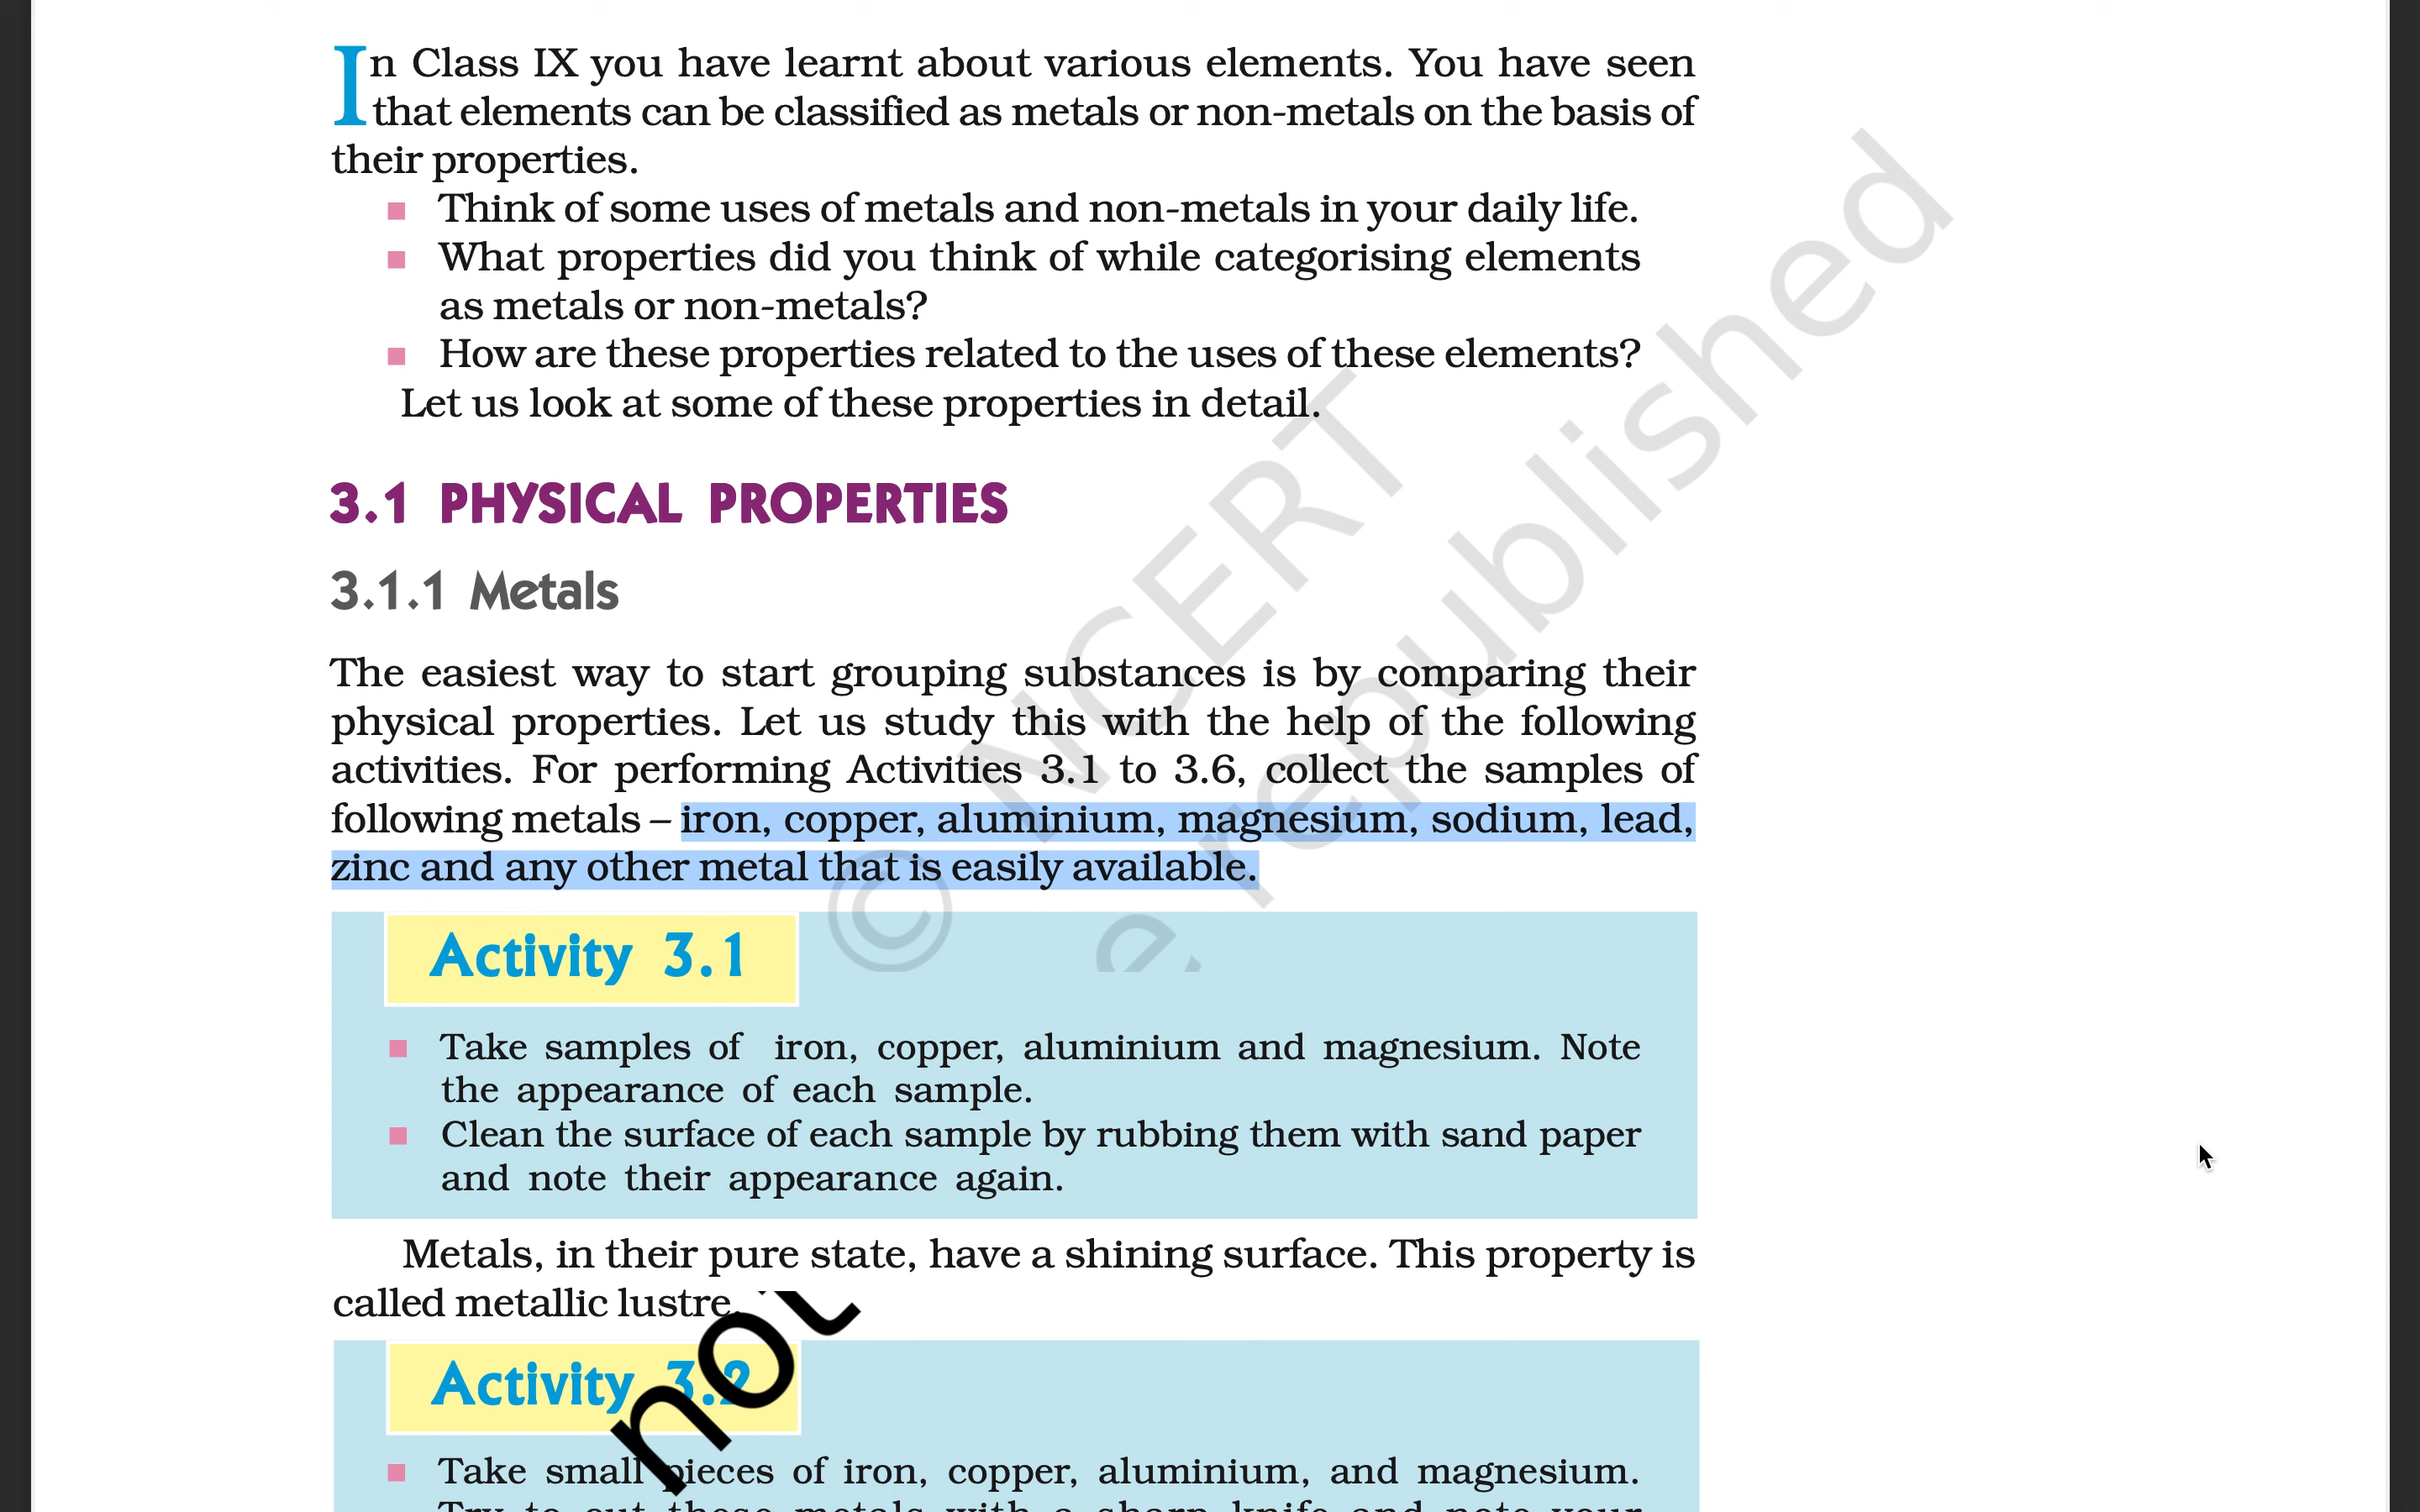 In Class IX you have learnt about various elements. You have seen
that elements can be classified as metals or non-metals on the basis of
their properties.
■ Think of some uses of metals and non-metals in your daily life.
■ What properties did you think of while categorising elements
as metals or non-metals?
■ How are these properties related to the uses of these elements?
Let us look at some of these properties in detail.
3.1 PHYSICAL PROPERTIES
3.1.1 Metals
The easiest way to start grouping substances is by comparing their
physical properties. Let us study this with the help of the following
activities. For performing Activities 3.1 to 3.6, collect the samples of
following metals – iron, copper, aluminium, magnesium, sodium, lead,
zinc and any other metal that is easily available.
Activity 3.1
■ Take samples of iron, copper, aluminium and magnesium. Note
the appearance of each sample.
■ Clean the surface of each sample by rubbing them with sand paper
and note their appearance again.
Metals, in their pure state, have a shining surface. This property is
called metallic lustre.
Activity 3.2
■ Take small pieces of iron, copper, aluminium, and magnesium.
Try to cut these metals with a sharp knife and note your
© NCERT
not e republished